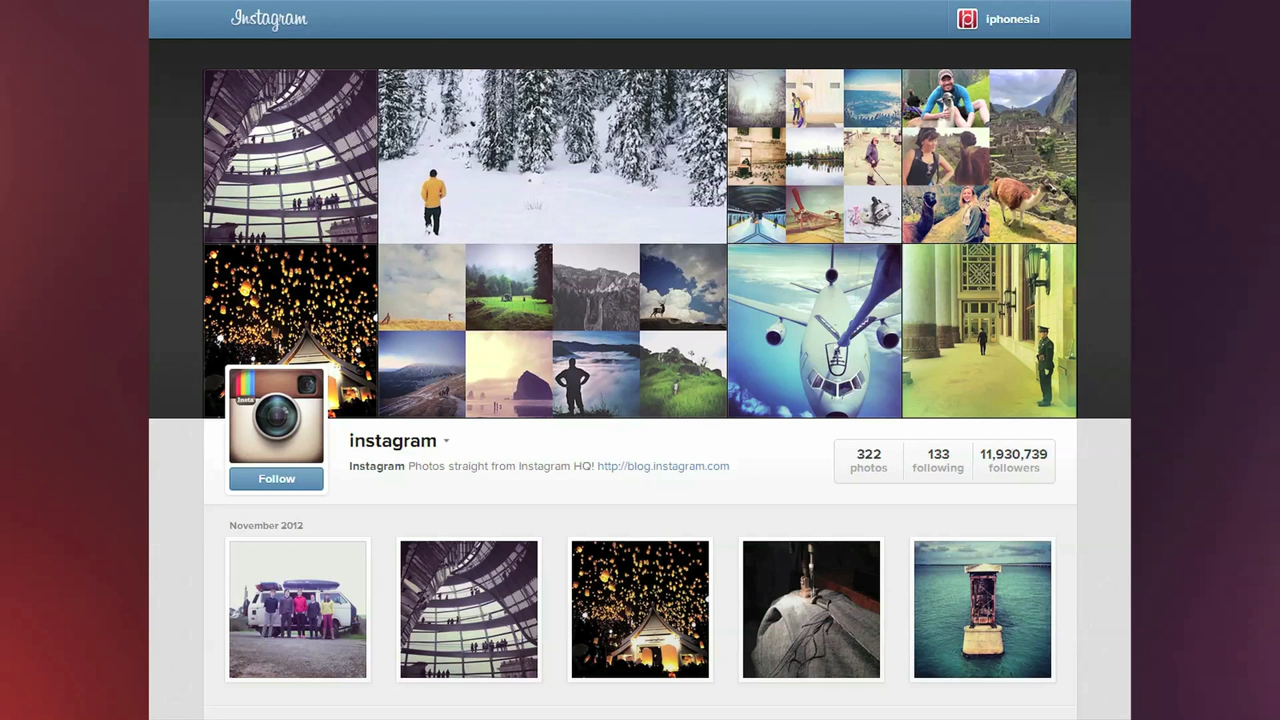 Instagram
iphonesia
Insta
instagram
Instagram Photos straight from Instagram HQ! http://blog.instagram.com
Follow
322
photos
133
following
11,930,739
followers
November 2012